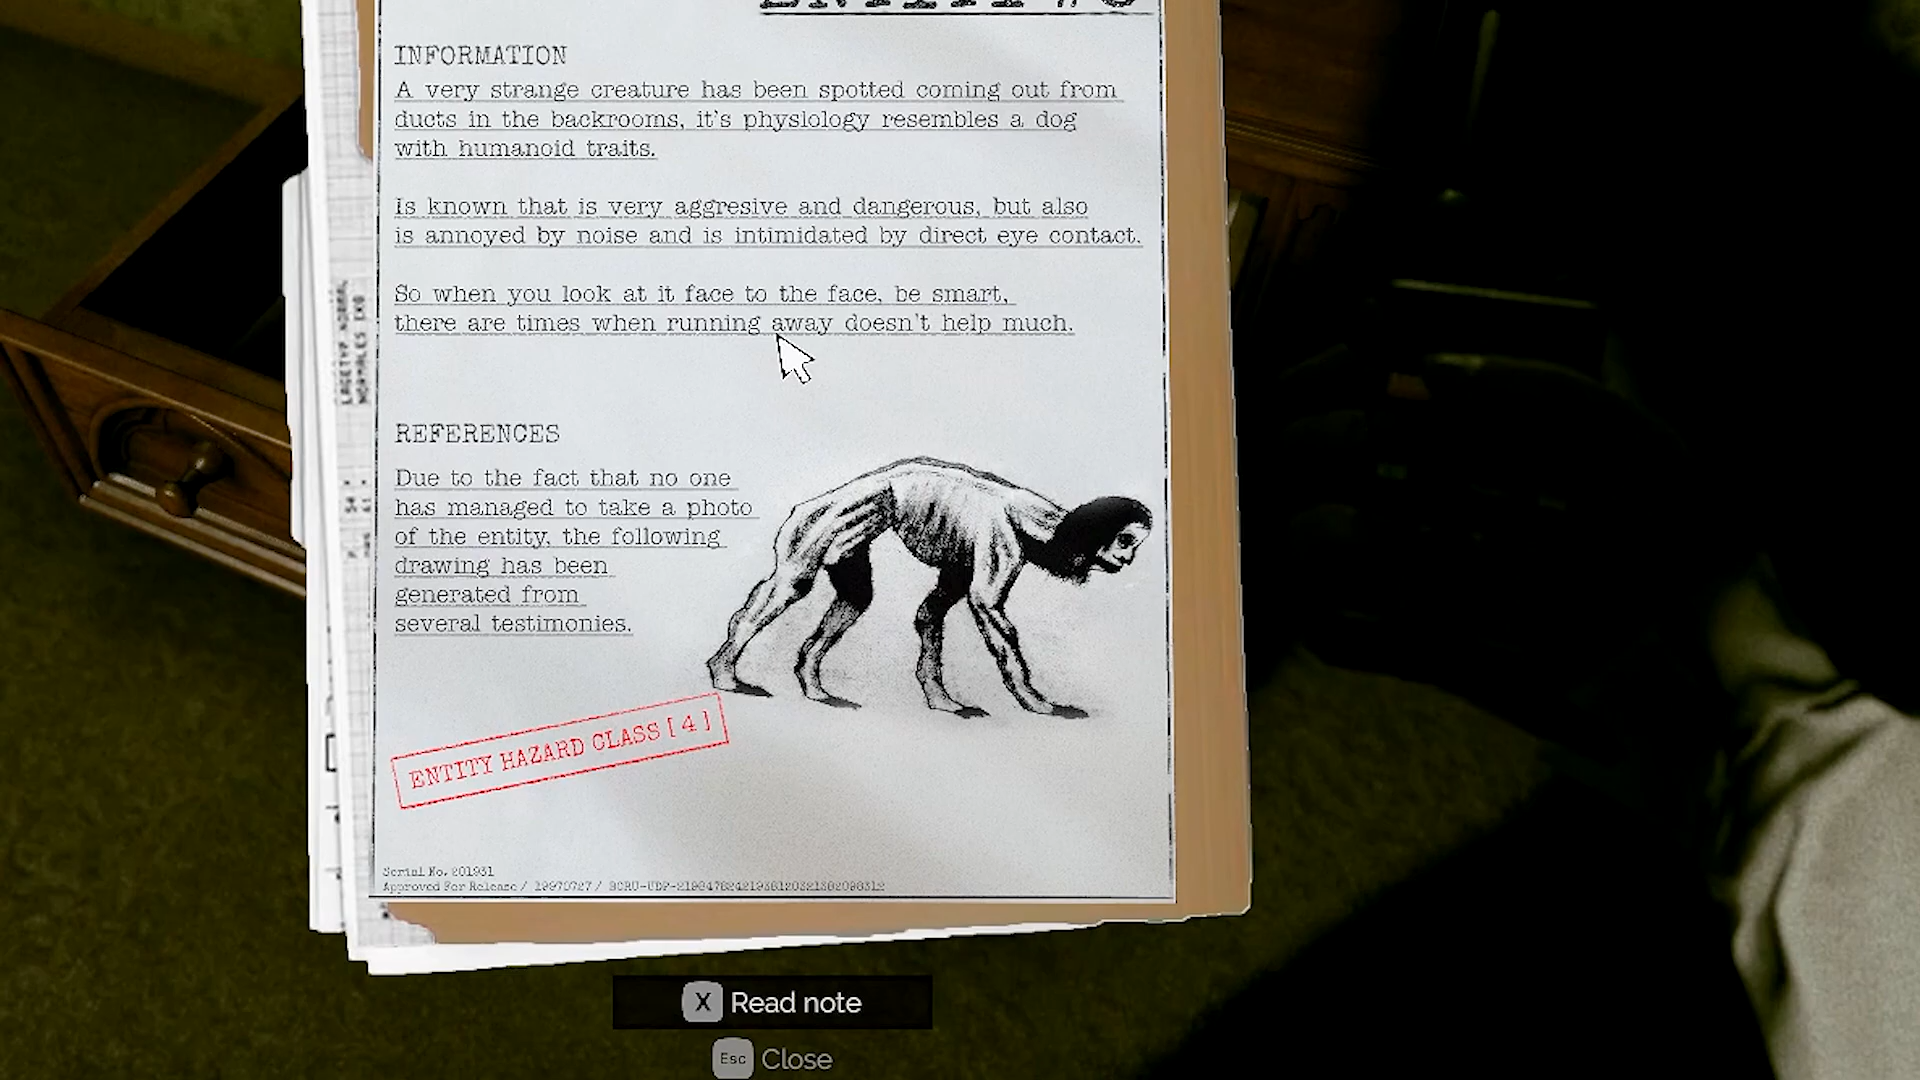 INFORMATION
A very strange creature has been spotted coming out from
ducts in the backrooms, it's physiology resembles a dog
with humanoid traits.
Is known that is very aggresive and dangerous, but also
is annoyed by noise and is intimidated by direct eye contact.
So when you look at it face to the face, be smart,
there are times when running away doesn't help much.
REFERENCES
Due to the fact that no one
has managed to take a photo
of the entity, the following
drawing has been
generated from
several testimonies.
ENTITY HAZARD CLASS [ 4 ]
Serial No. 201931
Approved For Release / 19970727 /
X Read note
Esc Close